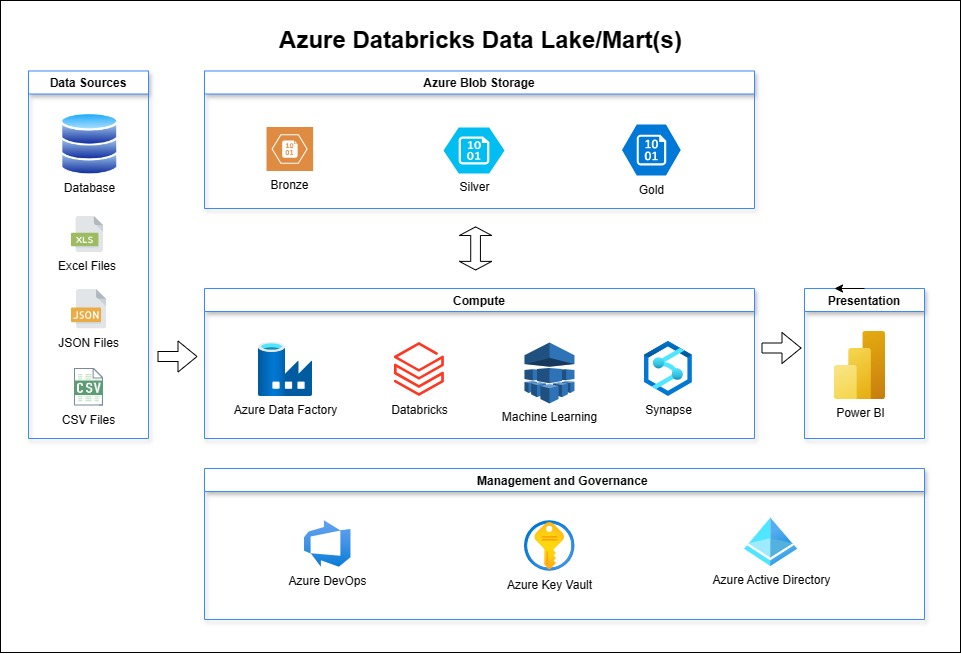 Azure Databricks Data Lake/Mart(s)
Data Sources
Database
XLS
Excel Files
JSON
JSON Files
CSV
CSV Files
Azure Blob Storage
10
01
Bronze
10
01
Silver
10
01
Gold
Compute
Azure Data Factory
Databricks
Machine Learning
Synapse
Presentation
Power BI
Management and Governance
Azure DevOps
Azure Key Vault
Azure Active Directory